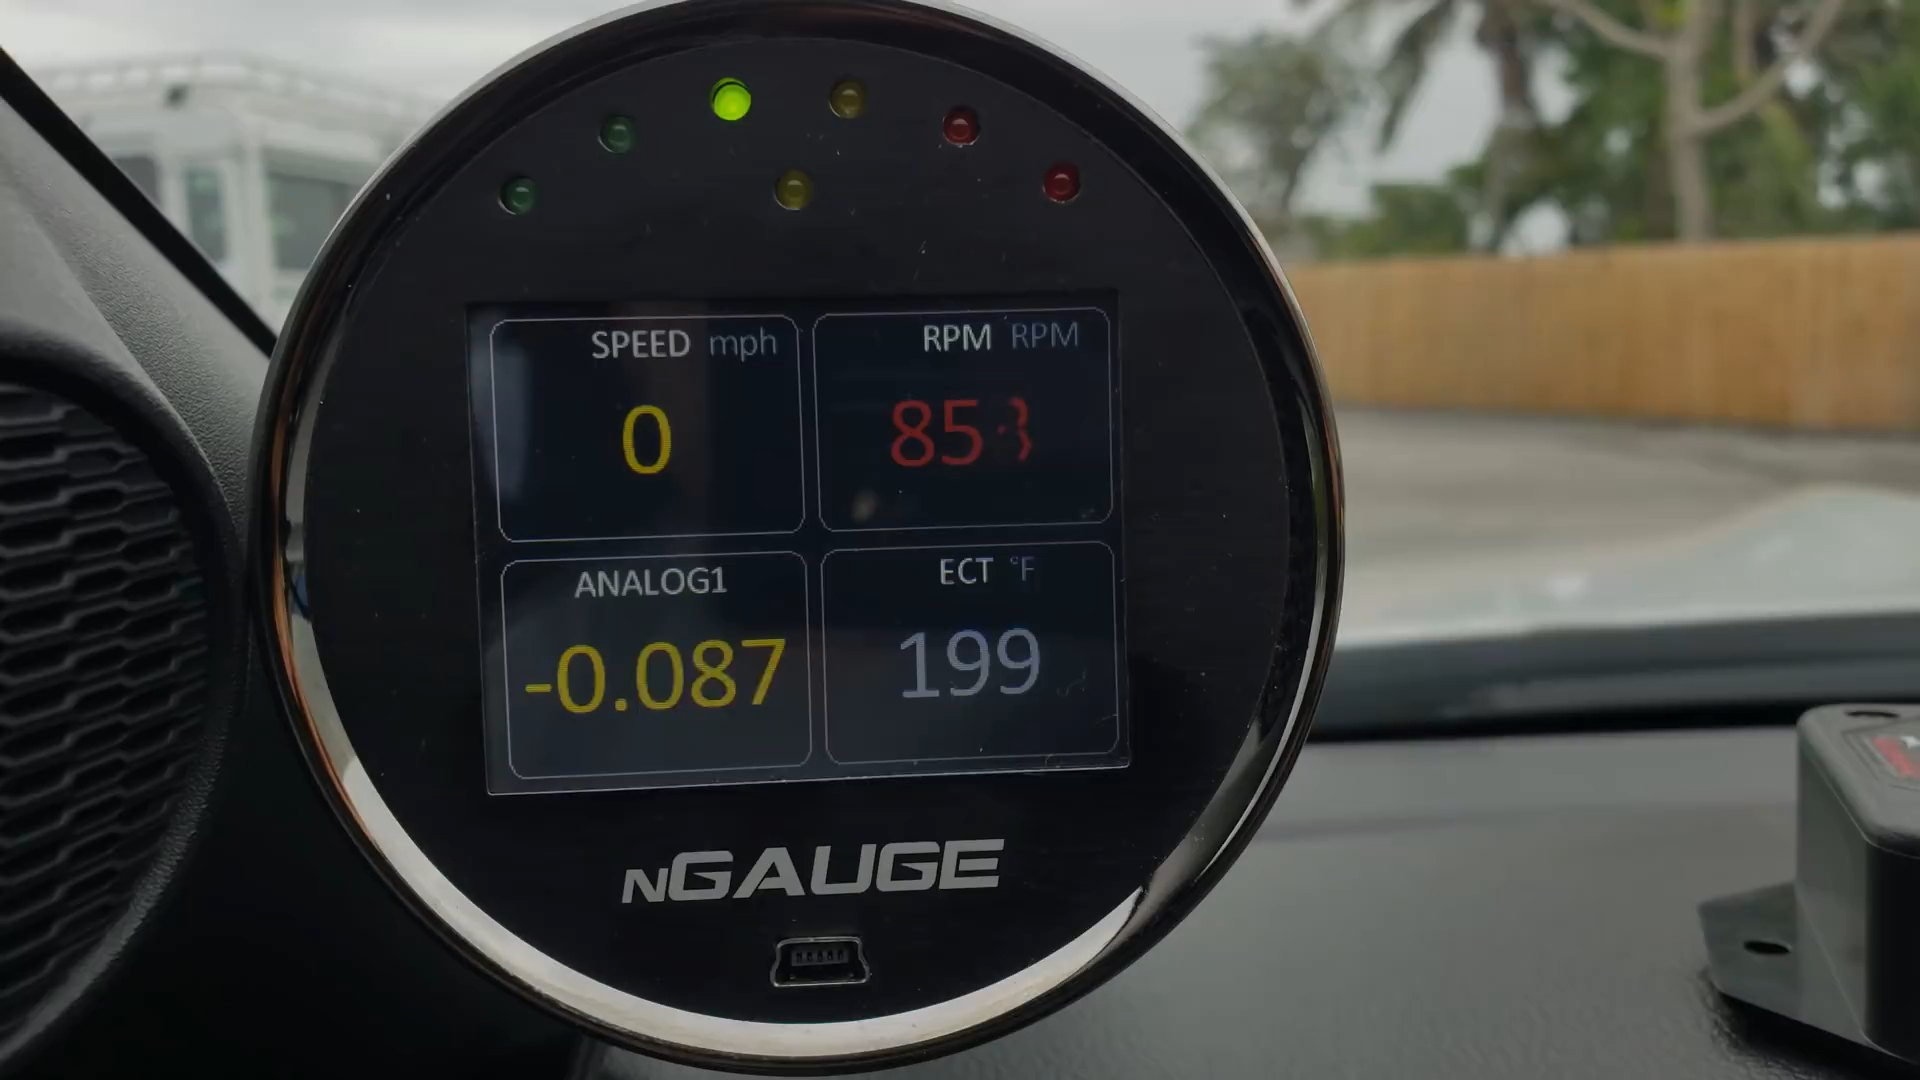 SPEED mph
0
RPM RPM
85
ANALOG1
-0.087
ECT °F
199
nGAUGE